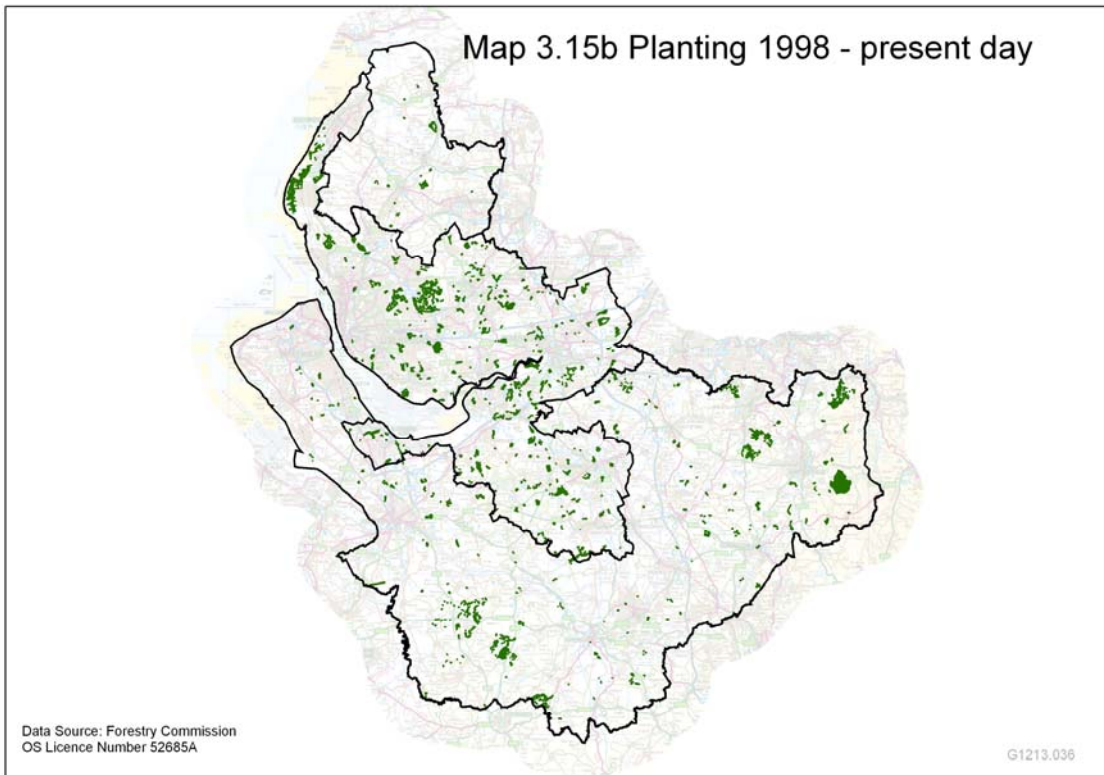 Map 3.15b Planting 1998 - present day
Data Source: Forestry Commission
OS Licence Number 52685A
G1213.036